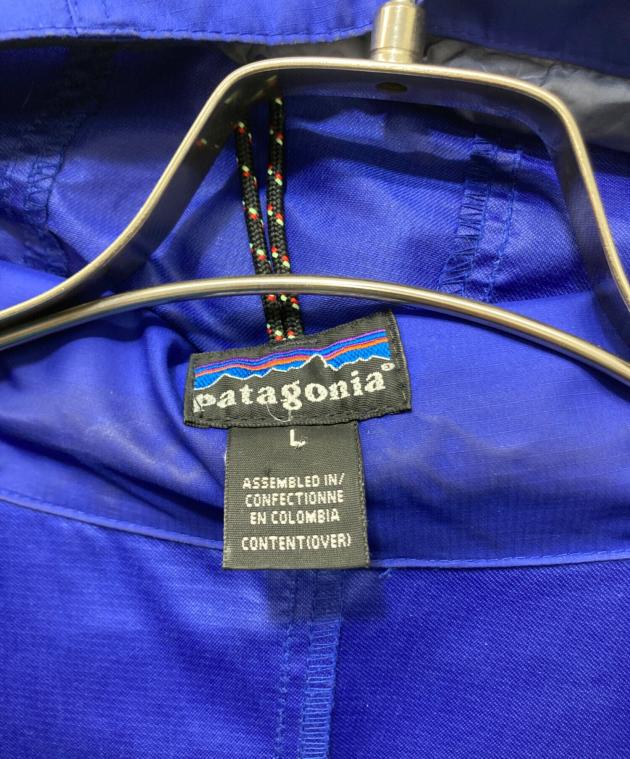 patagonia®
L
ASSEMBLED IN/
CONFECTIONNE
EN COLOMBIA
CONTENT(OVER)